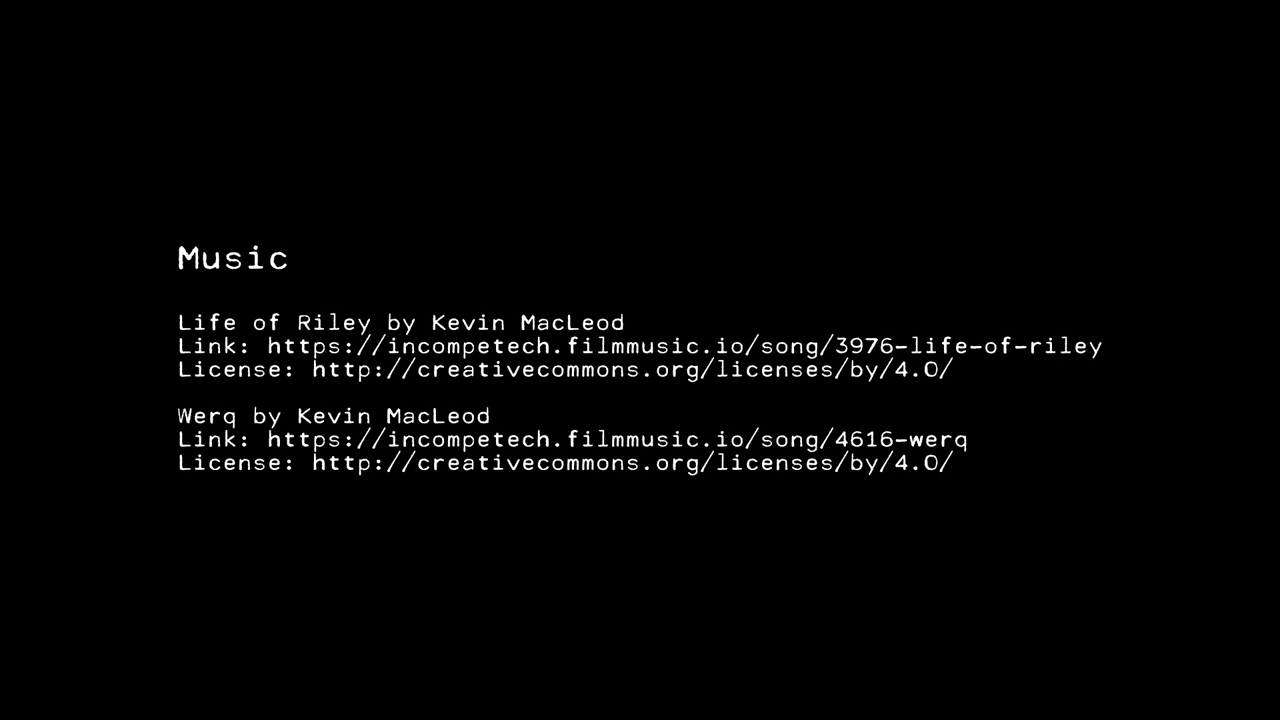 Music
Life of Riley by Kevin MacLeod
Link: https://incompetech.filmmusic.io/song/3976-life-of-riley
License: http://creativecommons.org/licenses/by/4.0/
Werq by Kevin MacLeod
Link: https://incompetech.filmmusic.io/song/4616-werq
License: http://creativecommons.org/licenses/by/4.0/